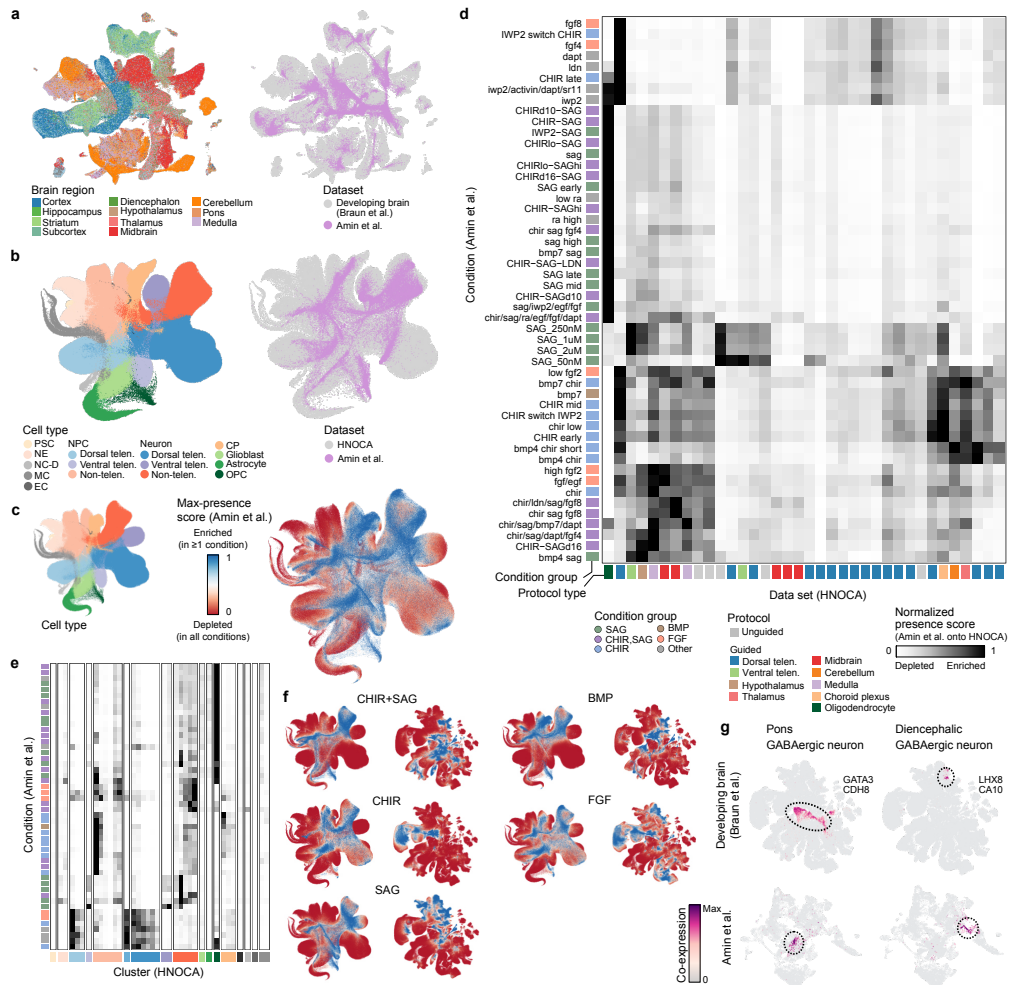 a
Brain region
Cortex
Hippocampus
Striatum
Subcortex
Diencephalon
Hypothalamus
Thalamus
Midbrain
Cerebellum
Pons
Medulla
Dataset
Developing brain
(Braun et al.)
Amin et al.
b
Cell type
PSC
NE
NC-D
MC
EC
NPC
Dorsal telen.
Ventral telen.
Non-telen.
Neuron
Dorsal telen.
Ventral telen.
Non-telen.
CP
Glioblast
Astrocyte
OPC
Dataset
HNOCA
Amin et al.
c
Cell type
Max-presence
score (Amin et al.)
Enriched
(in ≥1 condition)
1
0
Depleted
(in all conditions)
d
Condition (Amin et al.)
fgf8
IWP2 switch CHIR
fgf4
dapt
ldn
CHIR late
iwp2/activin/dapt/sr11
iwp2
CHIRd10−SAG
CHIR−SAG
IWP2−SAG
CHIRlo−SAG
sag
CHIRlo−SAGhi
CHIRd16−SAG
SAG early
low ra
CHIR−SAGhi
ra high
chir sag fgf4
sag high
bmp7 sag
CHIR−SAG−LDN
SAG late
SAG mid
CHIR−SAGd10
sag/iwp2/egf/fgf
chir/sag/ra/egf/fgf/dapt
SAG_250nM
SAG_1uM
SAG_2uM
SAG_50nM
low fgf2
bmp7 chir
bmp7
CHIR mid
CHIR switch IWP2
chir low
CHIR early
bmp4 chir short
bmp4 chir
high fgf2
fgf/egf
chir
chir/ldn/sag/fgf8
chir sag fgf8
chir/sag/bmp7/dapt
chir/sag/dapt/fgf4
CHIR−SAGd16
bmp4 sag
Condition group
Protocol type
Data set (HNOCA)
Condition group
SAG
CHIR,SAG
CHIR
BMP
FGF
Other
Protocol
Unguided
Guided
Dorsal telen.
Ventral telen.
Hypothalamus
Thalamus
Midbrain
Cerebellum
Medulla
Choroid plexus
Oligodendrocyte
Normalized
presence score
(Amin et al. onto HNOCA)
0
1
Depleted
Enriched
e
Condition (Amin et al.)
Cluster (HNOCA)
f
CHIR+SAG
BMP
CHIR
FGF
SAG
g
Pons
GABAergic neuron
Diencephalic
GABAergic neuron
Developing brain
(Braun et al.)
GATA3
CDH8
LHX8
CA10
Amin et al.
Co-expression
Max
0